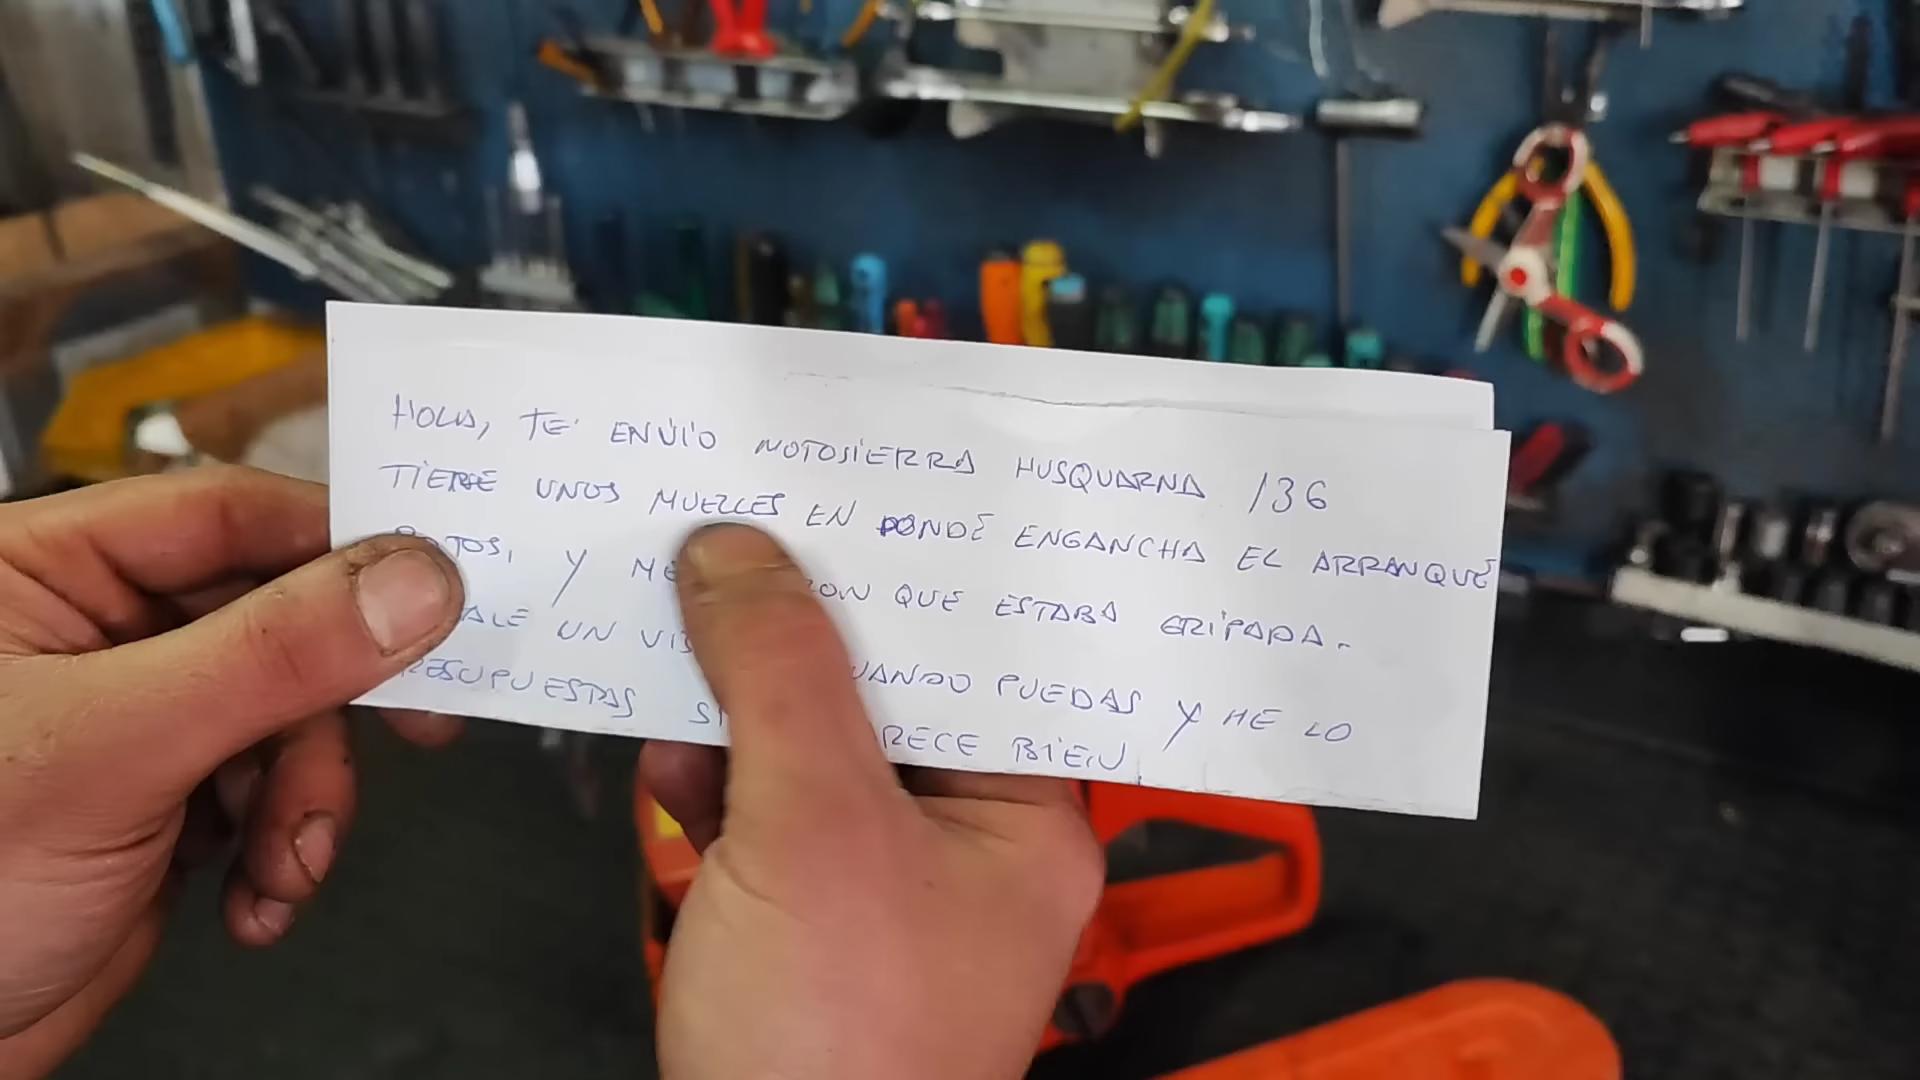 HOLA, TE ENVIO MOTOSIERRA HUSQUARNA 136
TIENE UNOS MUELLES EN DONDE ENGANCHA EL ARRANQUE
ROTOS, Y QUE ESTABA GRIPADA.
UN PUEDAS Y ME LO
PRESUPUESTAS BIEN.